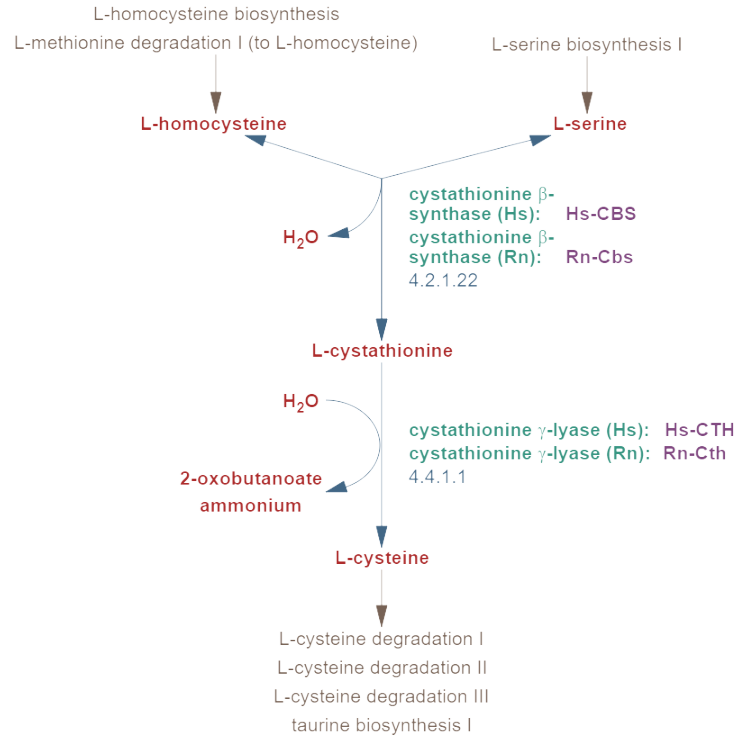 L-homocysteine biosynthesis
L-methionine degradation I (to L-homocysteine)
L-serine biosynthesis I
L-homocysteine
L-serine
cystathionine β-
synthase (Hs): Hs-CBS
H₂O
cystathionine β-
synthase (Rn): Rn-Cbs
4.2.1.22
L-cystathionine
H₂O
cystathionine γ-lyase (Hs): Hs-CTH
cystathionine γ-lyase (Rn): Rn-Cth
4.4.1.1
2-oxobutanoate
ammonium
L-cysteine
L-cysteine degradation I
L-cysteine degradation II
L-cysteine degradation III
taurine biosynthesis I